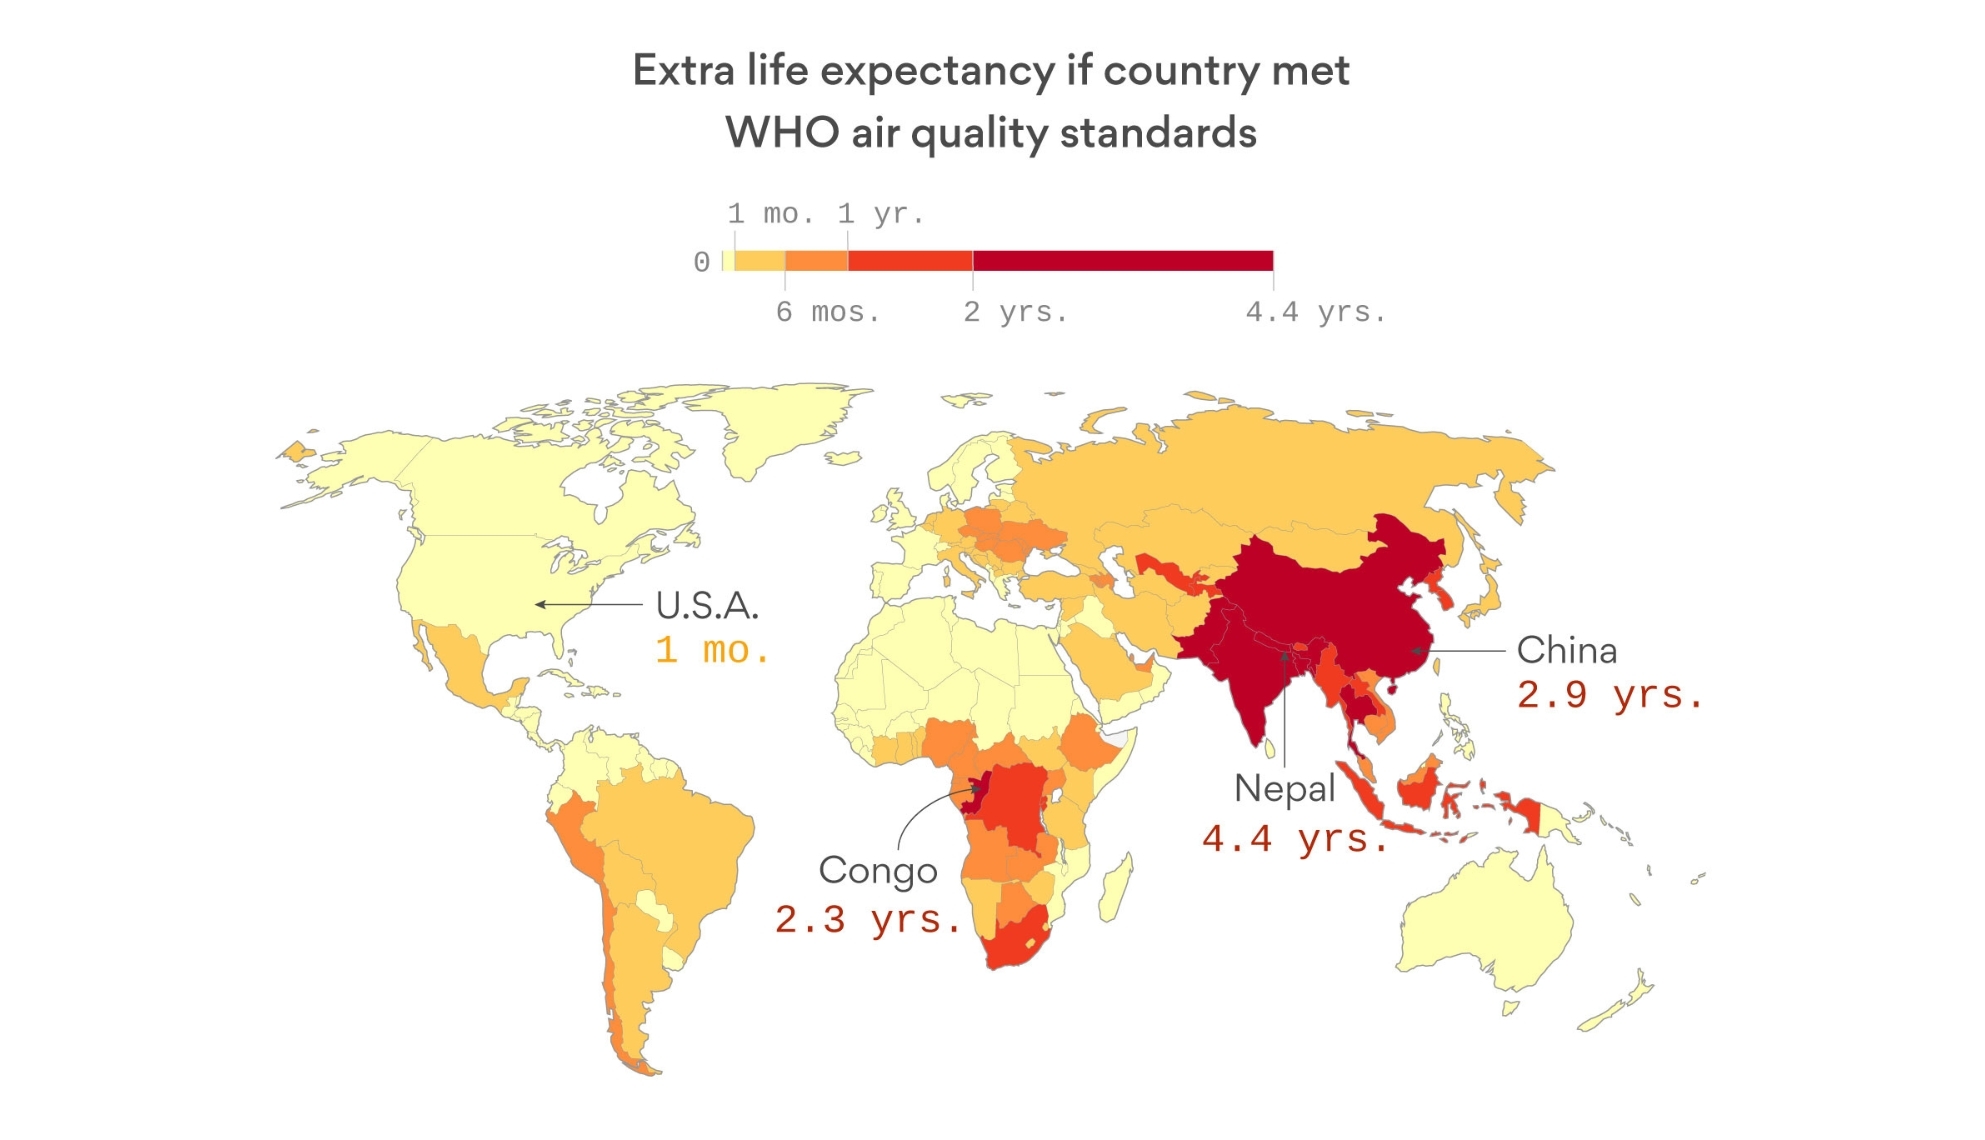 Extra life expectancy if country met
WHO air quality standards
1 mo. 1 yr.
0
6 mos. 2 yrs. 4.4 yrs.
U.S.A.
1 mo.
China
2.9 yrs.
Nepal
4.4 yrs.
Congo
2.3 yrs.